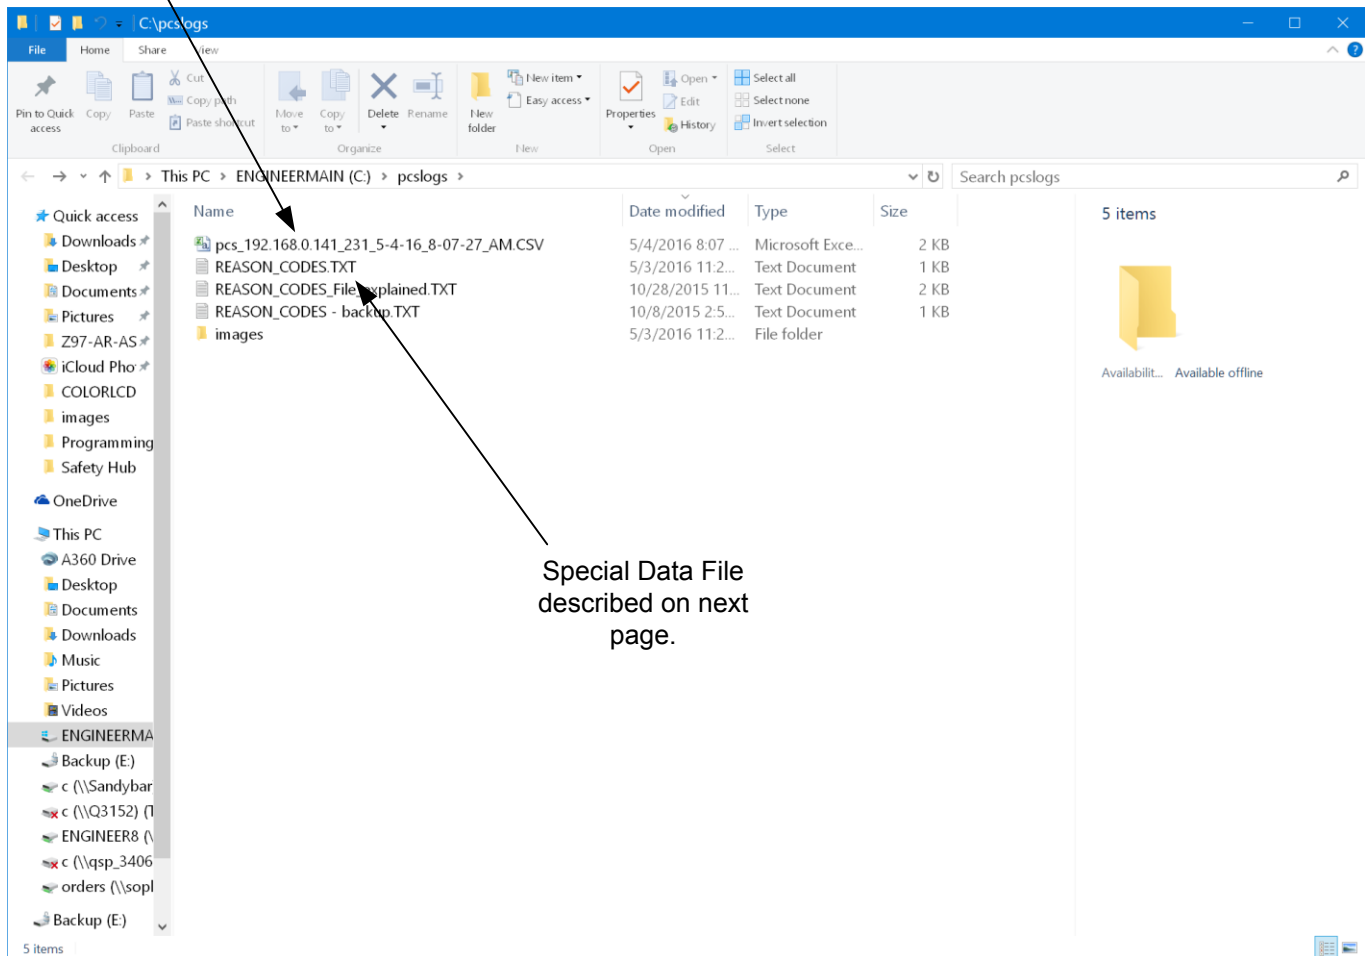 C:\pcslogs
File Home Share View
Pin to Quick access
Copy
Paste
Cut
Copy path
Paste shortcut
Clipboard
Move to
Copy to
Delete
Rename
Organize
New folder
New item
Easy access
New
Properties
Open
Edit
History
Open
Select all
Select none
Invert selection
Select
This PC > ENGINEERMAIN (C:) > pcslogs >
Search pcslogs
Quick access
Downloads
Desktop
Documents
Pictures
Z97-AR-AS
iCloud Pho
COLORLCD
images
Programming
Safety Hub
OneDrive
This PC
A360 Drive
Desktop
Documents
Downloads
Music
Pictures
Videos
ENGINEERMA
Backup (E:)
c (\\Sandybar
c (\\Q3152) (
ENGINEER8 (\
c (\\qsp_3406
orders (\\sopl
Backup (E:)
Name Date modified Type Size
pcs_192.168.0.141_231_5-4-16_8-07-27_AM.CSV 5/4/2016 8:07 ... Microsoft Exce... 2 KB
REASON_CODES.TXT 5/3/2016 11:2... Text Document 1 KB
REASON_CODES_File_explained.TXT 10/28/2015 11... Text Document 2 KB
REASON_CODES - backup.TXT 10/8/2015 2:5... Text Document 1 KB
images 5/3/2016 11:2... File folder
5 items
Availabilit... Available offline
Special Data File
described on next
page.
5 items